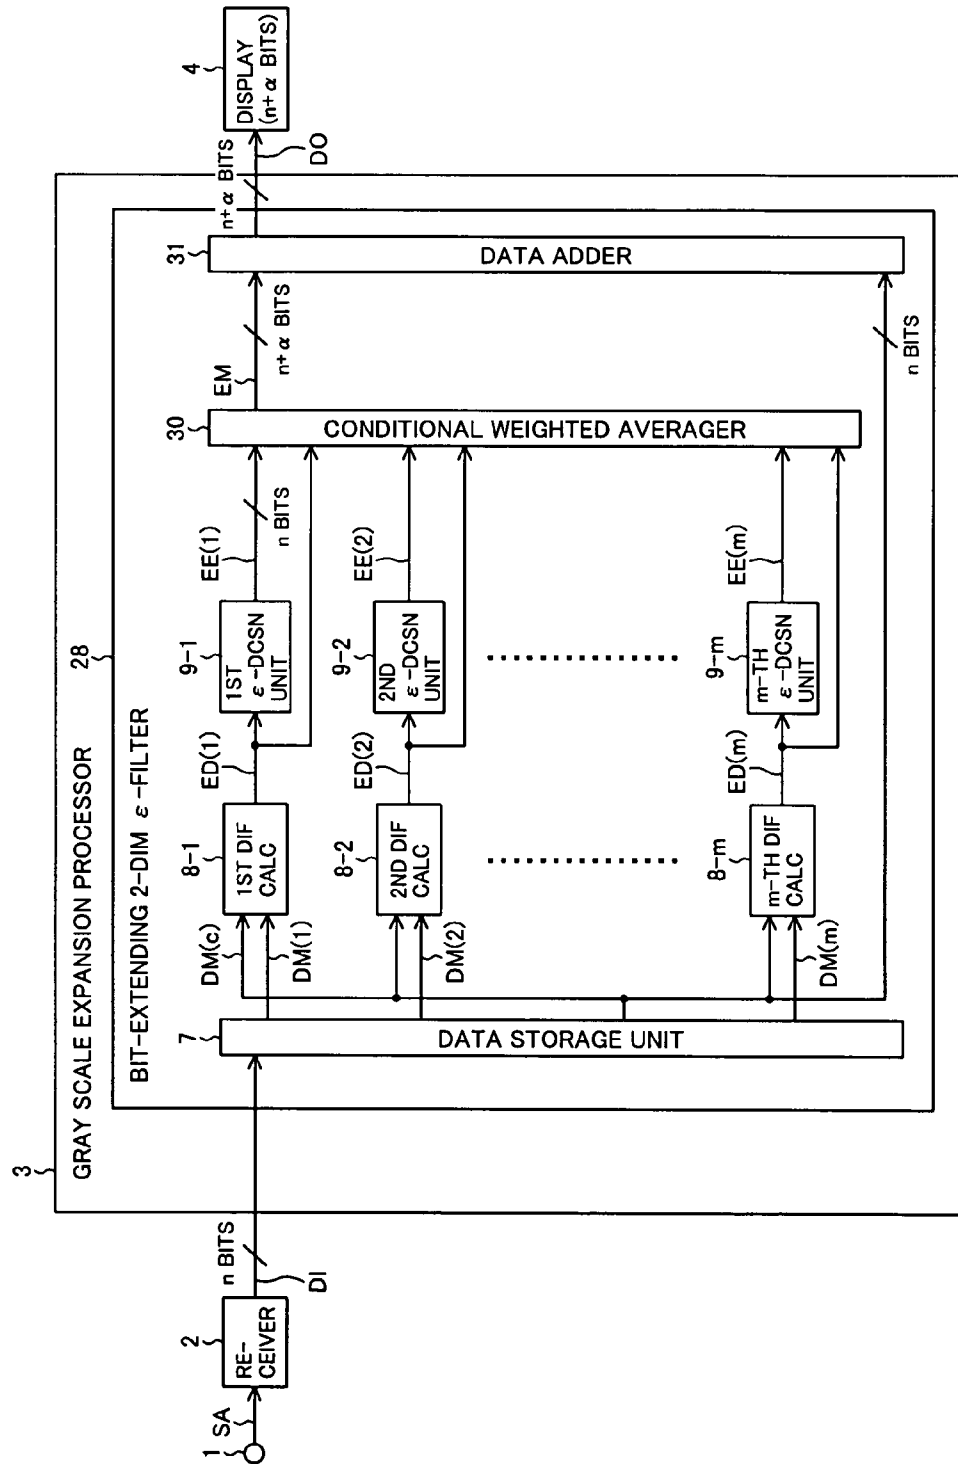 3
GRAY SCALE EXPANSION PROCESSOR
28
BIT-EXTENDING 2-DIM ε-FILTER
1
SA
2
RE-
CEIVER
n BITS
DI
7
DATA STORAGE UNIT
DM(c)
DM(1)
8-1
1ST DIF
CALC
ED(1)
9-1
1ST
ε-DCSN
UNIT
EE(1)
n BITS
DM(2)
8-2
2ND DIF
CALC
ED(2)
9-2
2ND
ε-DCSN
UNIT
EE(2)
DM(m)
8-m
m-TH DIF
CALC
ED(m)
9-m
m-TH
ε-DCSN
UNIT
EE(m)
30
CONDITIONAL WEIGHTED AVERAGER
EM
n+α BITS
31
DATA ADDER
n BITS
n+α BITS
DO
4
DISPLAY
(n+α BITS)